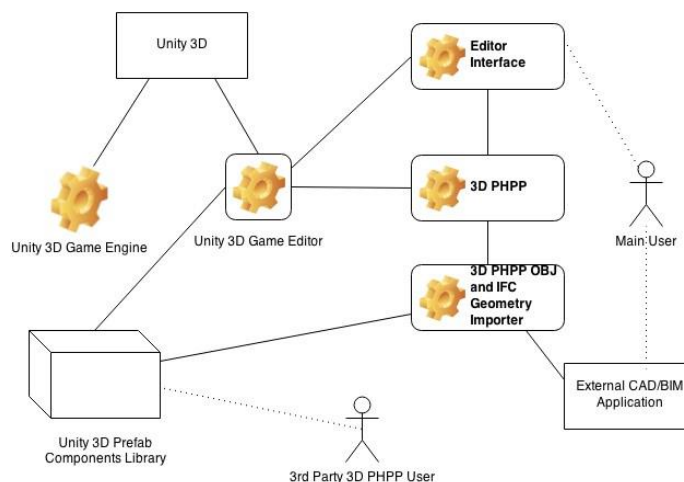 Unity 3D
Editor
Interface
Unity 3D Game Engine
Unity 3D Game Editor
3D PHPP
Main User
3D PHPP OBJ
and IFC
Geometry
Importer
External CAD/BIM
Application
Unity 3D Prefab
Components Library
3rd Party 3D PHPP User